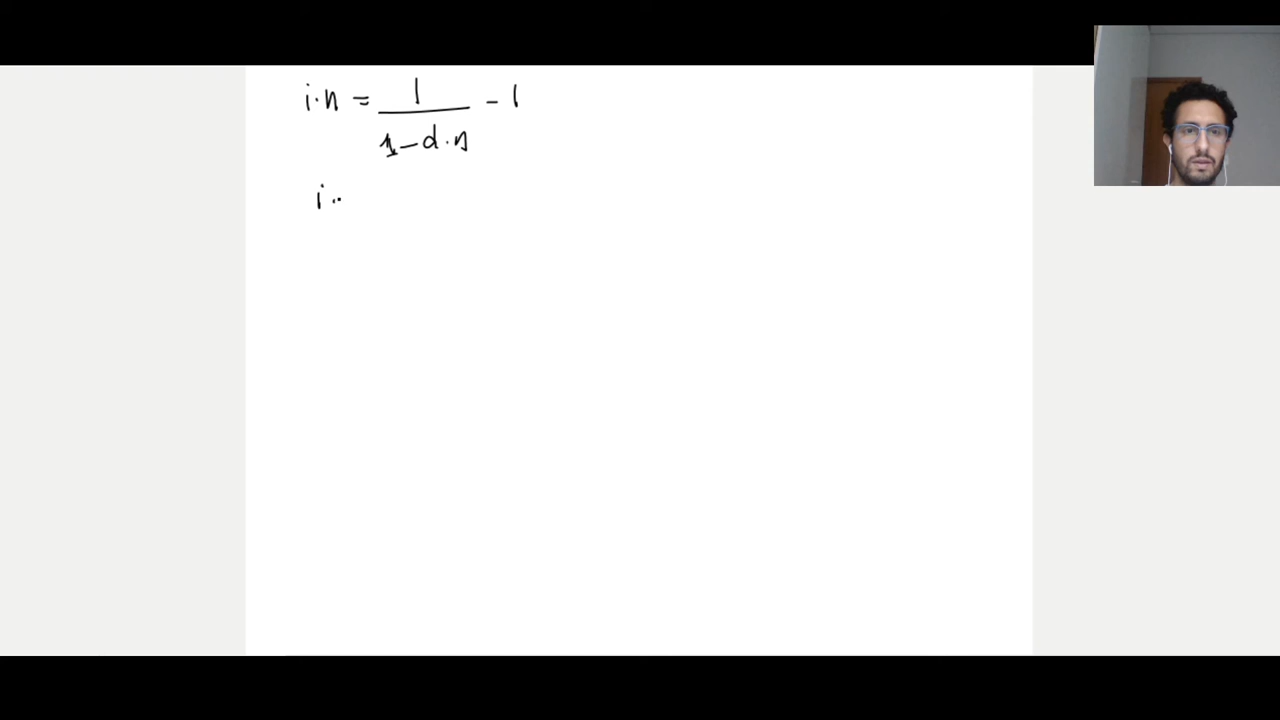 i·n = 1/(1-d·n) - 1
i·